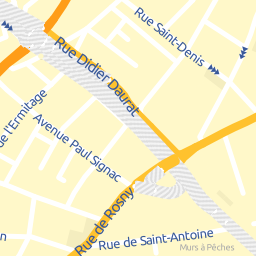 Rue Saint-Denis
Rue Didier Daurat
de l'Ermitage
Avenue Paul Signac
Rue de Rosny
Rue de Saint-Antoine
Murs à Pêches